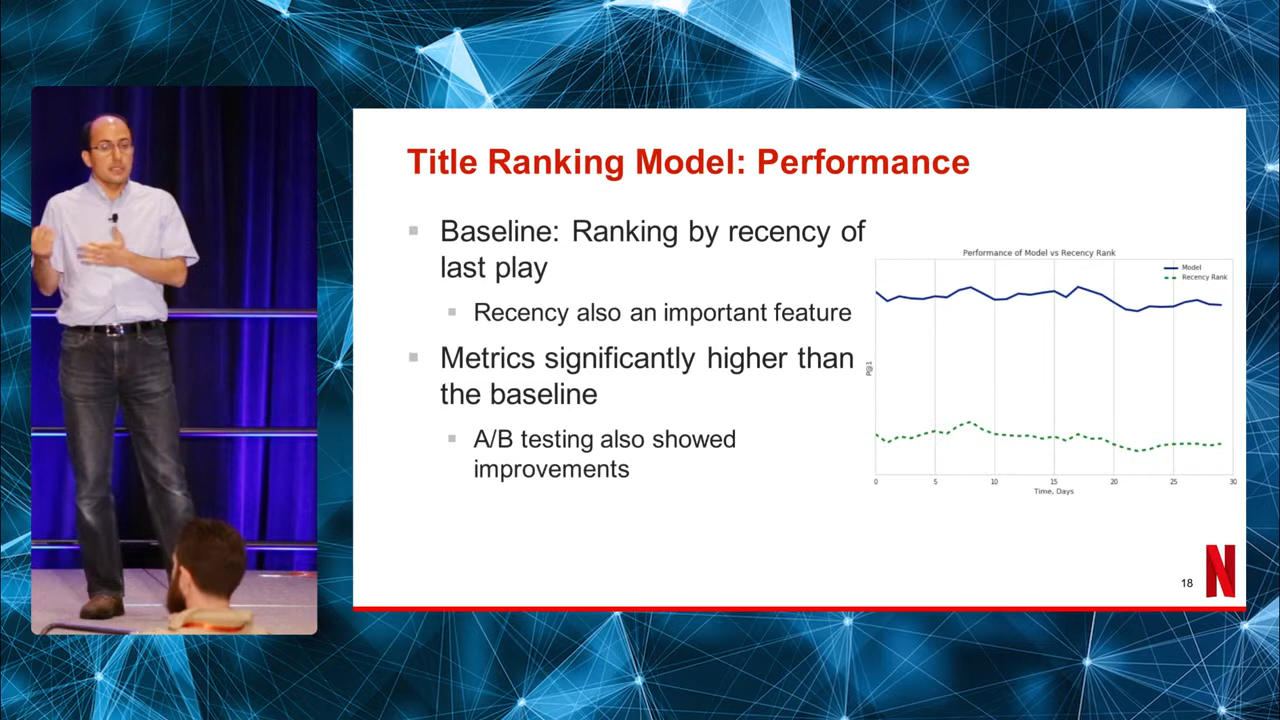 Title Ranking Model: Performance
Baseline: Ranking by recency of
last play
Recency also an important feature
Metrics significantly higher than
the baseline
A/B testing also showed
improvements
Performance of Model vs Recency Rank
Model
Recency Rank
P@1
0 5 10 15 20 25 30
Time, Days
18
N